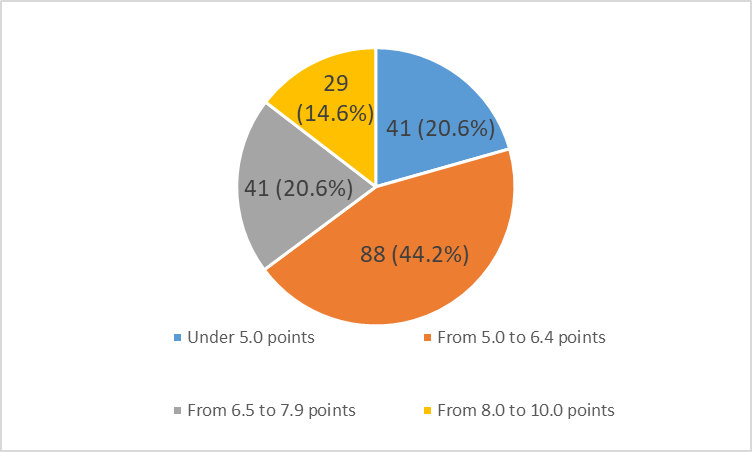 29
(14.6%)
41 (20.6%)
41 (20.6%)
88 (44.2%)
Under 5.0 points
From 5.0 to 6.4 points
From 6.5 to 7.9 points
From 8.0 to 10.0 points